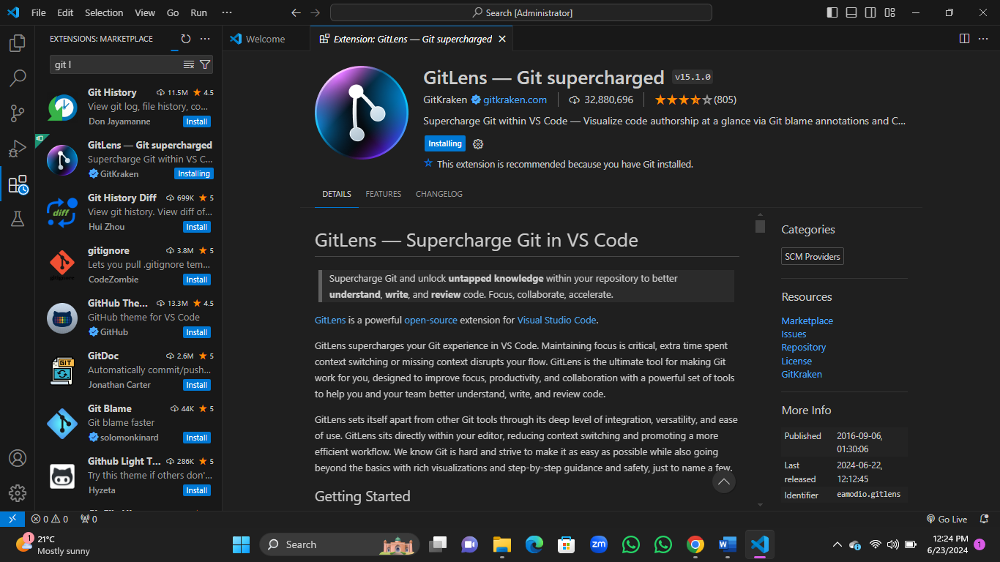 File Edit Selection View Go Run ···
Search [Administrator]
EXTENSIONS: MARKETPLACE
Welcome
Extension: GitLens — Git supercharged
git l
Git History 11.5M 4.5
View git log, file history, co...
Don Jayamanne Install
GitLens — Git supercharged
Supercharge Git within VS C...
GitKraken Installing
Git History Diff 699K 5
View git history. View diff of...
Hui Zhou Install
diff
gitignore 3.8M 5
Lets you pull .gitignore tem...
CodeZombie Install
gitignore
GitHub The... 13.3M 4.5
GitHub theme for VS Code
GitHub Install
GitDoc 2.6M 5
Automatically commit/push...
Jonathan Carter Install
GIT
Git Blame 44K 5
Git blame faster
solomonkinard Install
Github Light T... 286K 5
Try this theme if others don'...
Hyzeta Install
GitLens — Git supercharged v15.1.0
GitKraken gitkraken.com 32,880,696 (805)
Supercharge Git within VS Code — Visualize code authorship at a glance via Git blame annotations and C...
Installing
This extension is recommended because you have Git installed.
DETAILS FEATURES CHANGELOG
GitLens — Supercharge Git in VS Code
Supercharge Git and unlock untapped knowledge within your repository to better
understand, write, and review code. Focus, collaborate, accelerate.
GitLens is a powerful open-source extension for Visual Studio Code.
GitLens supercharges your Git experience in VS Code. Maintaining focus is critical, extra time spent
context switching or missing context disrupts your flow. GitLens is the ultimate tool for making Git
work for you, designed to improve focus, productivity, and collaboration with a powerful set of tools
to help you and your team better understand, write, and review code.
GitLens sets itself apart from other Git tools through its deep level of integration, versatility, and ease
of use. GitLens sits directly within your editor, reducing context switching and promoting a more
efficient workflow. We know Git is hard and strive to make it as easy as possible while also going
beyond the basics with rich visualizations and step-by-step guidance and safety, just to name a few.
Getting Started
Categories
SCM Providers
Resources
Marketplace
Issues
Repository
License
GitKraken
More Info
Published 2016-09-06,
01:30:06
Last 2024-06-22,
released 12:12:45
Identifier eamodio.gitlens
0 0 0
Go Live
1
21°C
Mostly sunny
Search
zm
12:24 PM
6/23/2024
1